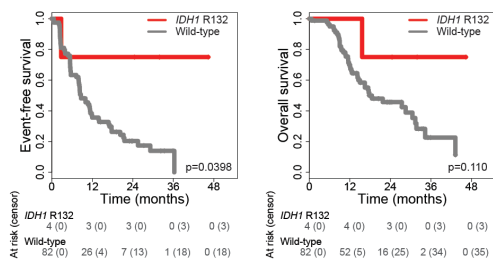 IDH1 R132
Wild-type
Event-free survival
1.0
0.8
0.6
0.4
0.2
0.0
p=0.0398
0 12 24 36 48
Time (months)
At risk (censor)
IDH1 R132
4 (0) 3 (0) 3 (0) 0 (3) 0 (3)
Wild-type
82 (0) 26 (4) 7 (13) 1 (18) 0 (18)
IDH1 R132
Wild-type
Overall survival
1.0
0.8
0.6
0.4
0.2
0.0
p=0.110
0 12 24 36 48
Time (months)
At risk (censor)
IDH1 R132
4 (0) 4 (0) 3 (0) 0 (3) 0 (3)
Wild-type
82 (0) 52 (5) 16 (25) 2 (34) 0 (35)